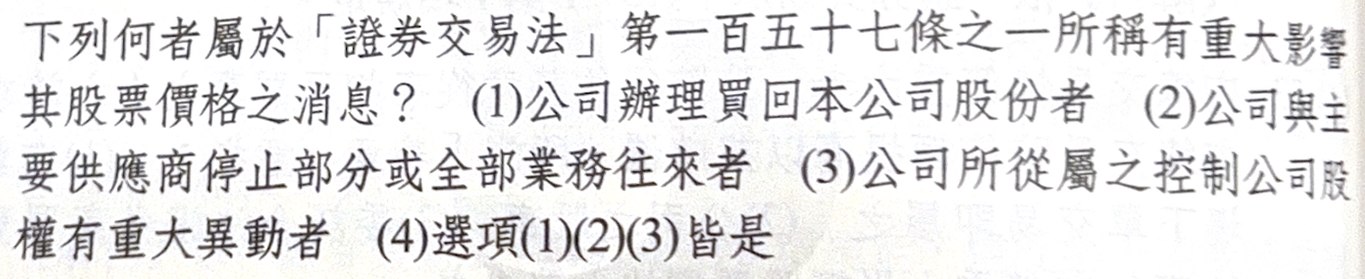 下列何者屬於「證券交易法」第一百五十七條之一所稱有重大影響
其股票價格之消息？ (1)公司辦理買回本公司股份者 (2)公司與主
要供應商停止部分或全部業務往來者 (3)公司所從屬之控制公司股
權有重大異動者 (4)選項(1)(2)(3)皆是